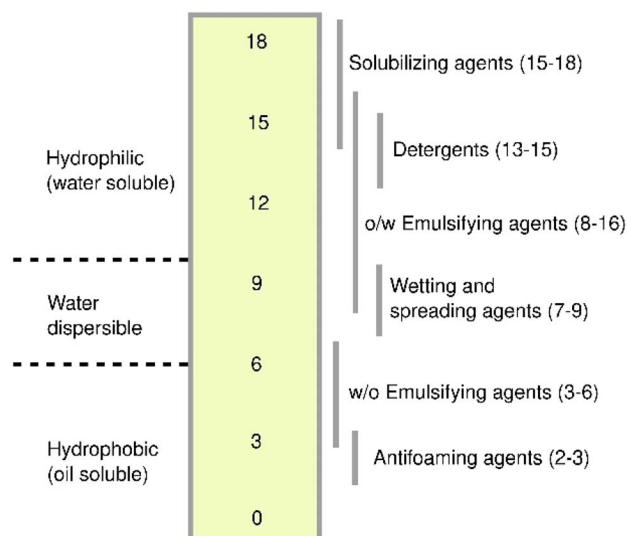 18
Solubilizing agents (15-18)
15
Detergents (13-15)
Hydrophilic
(water soluble)
12
o/w Emulsifying agents (8-16)
9
Wetting and
spreading agents (7-9)
Water
dispersible
6
w/o Emulsifying agents (3-6)
3
Hydrophobic
(oil soluble)
Antifoaming agents (2-3)
0